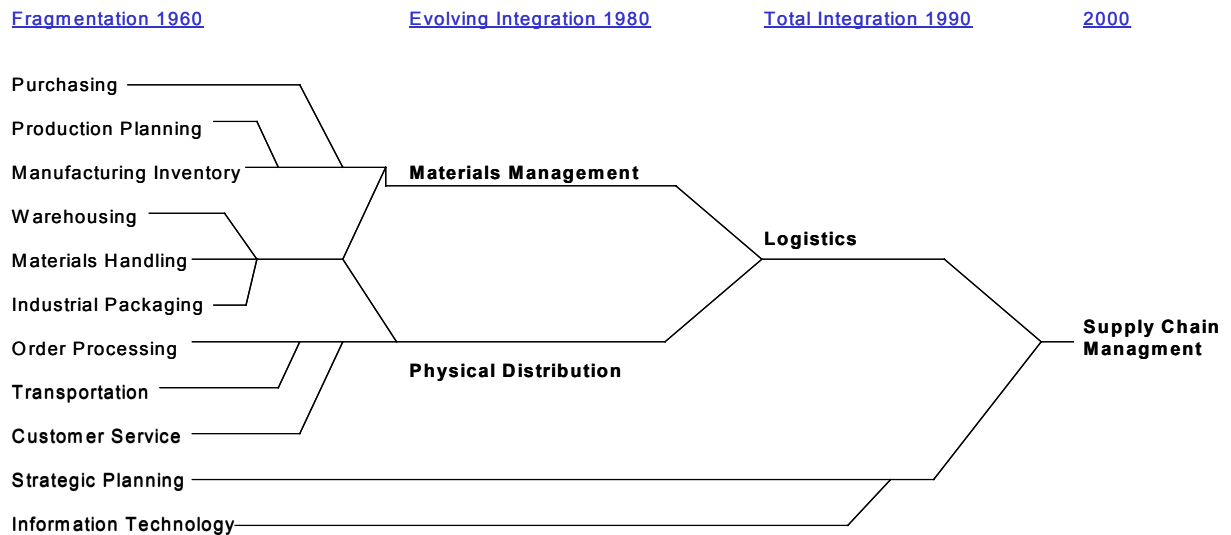 Fragmentation 1960
Evolving Integration 1980
Total Integration 1990
2000
Purchasing
Production Planning
Manufacturing Inventory
Warehousing
Materials Handling
Industrial Packaging
Order Processing
Transportation
Customer Service
Strategic Planning
Information Technology
Materials Management
Physical Distribution
Logistics
Supply Chain
Managment